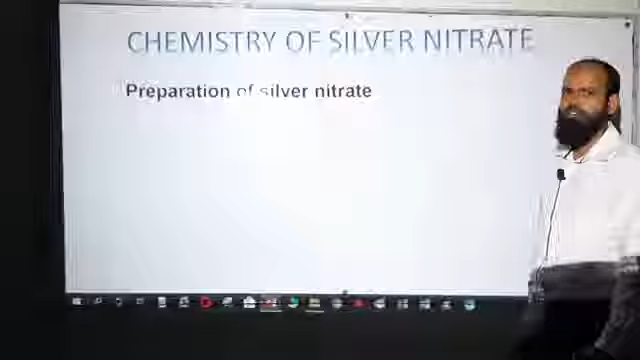 CHEMISTRY OF SILVER NITRATE
Preparation of silver nitrate